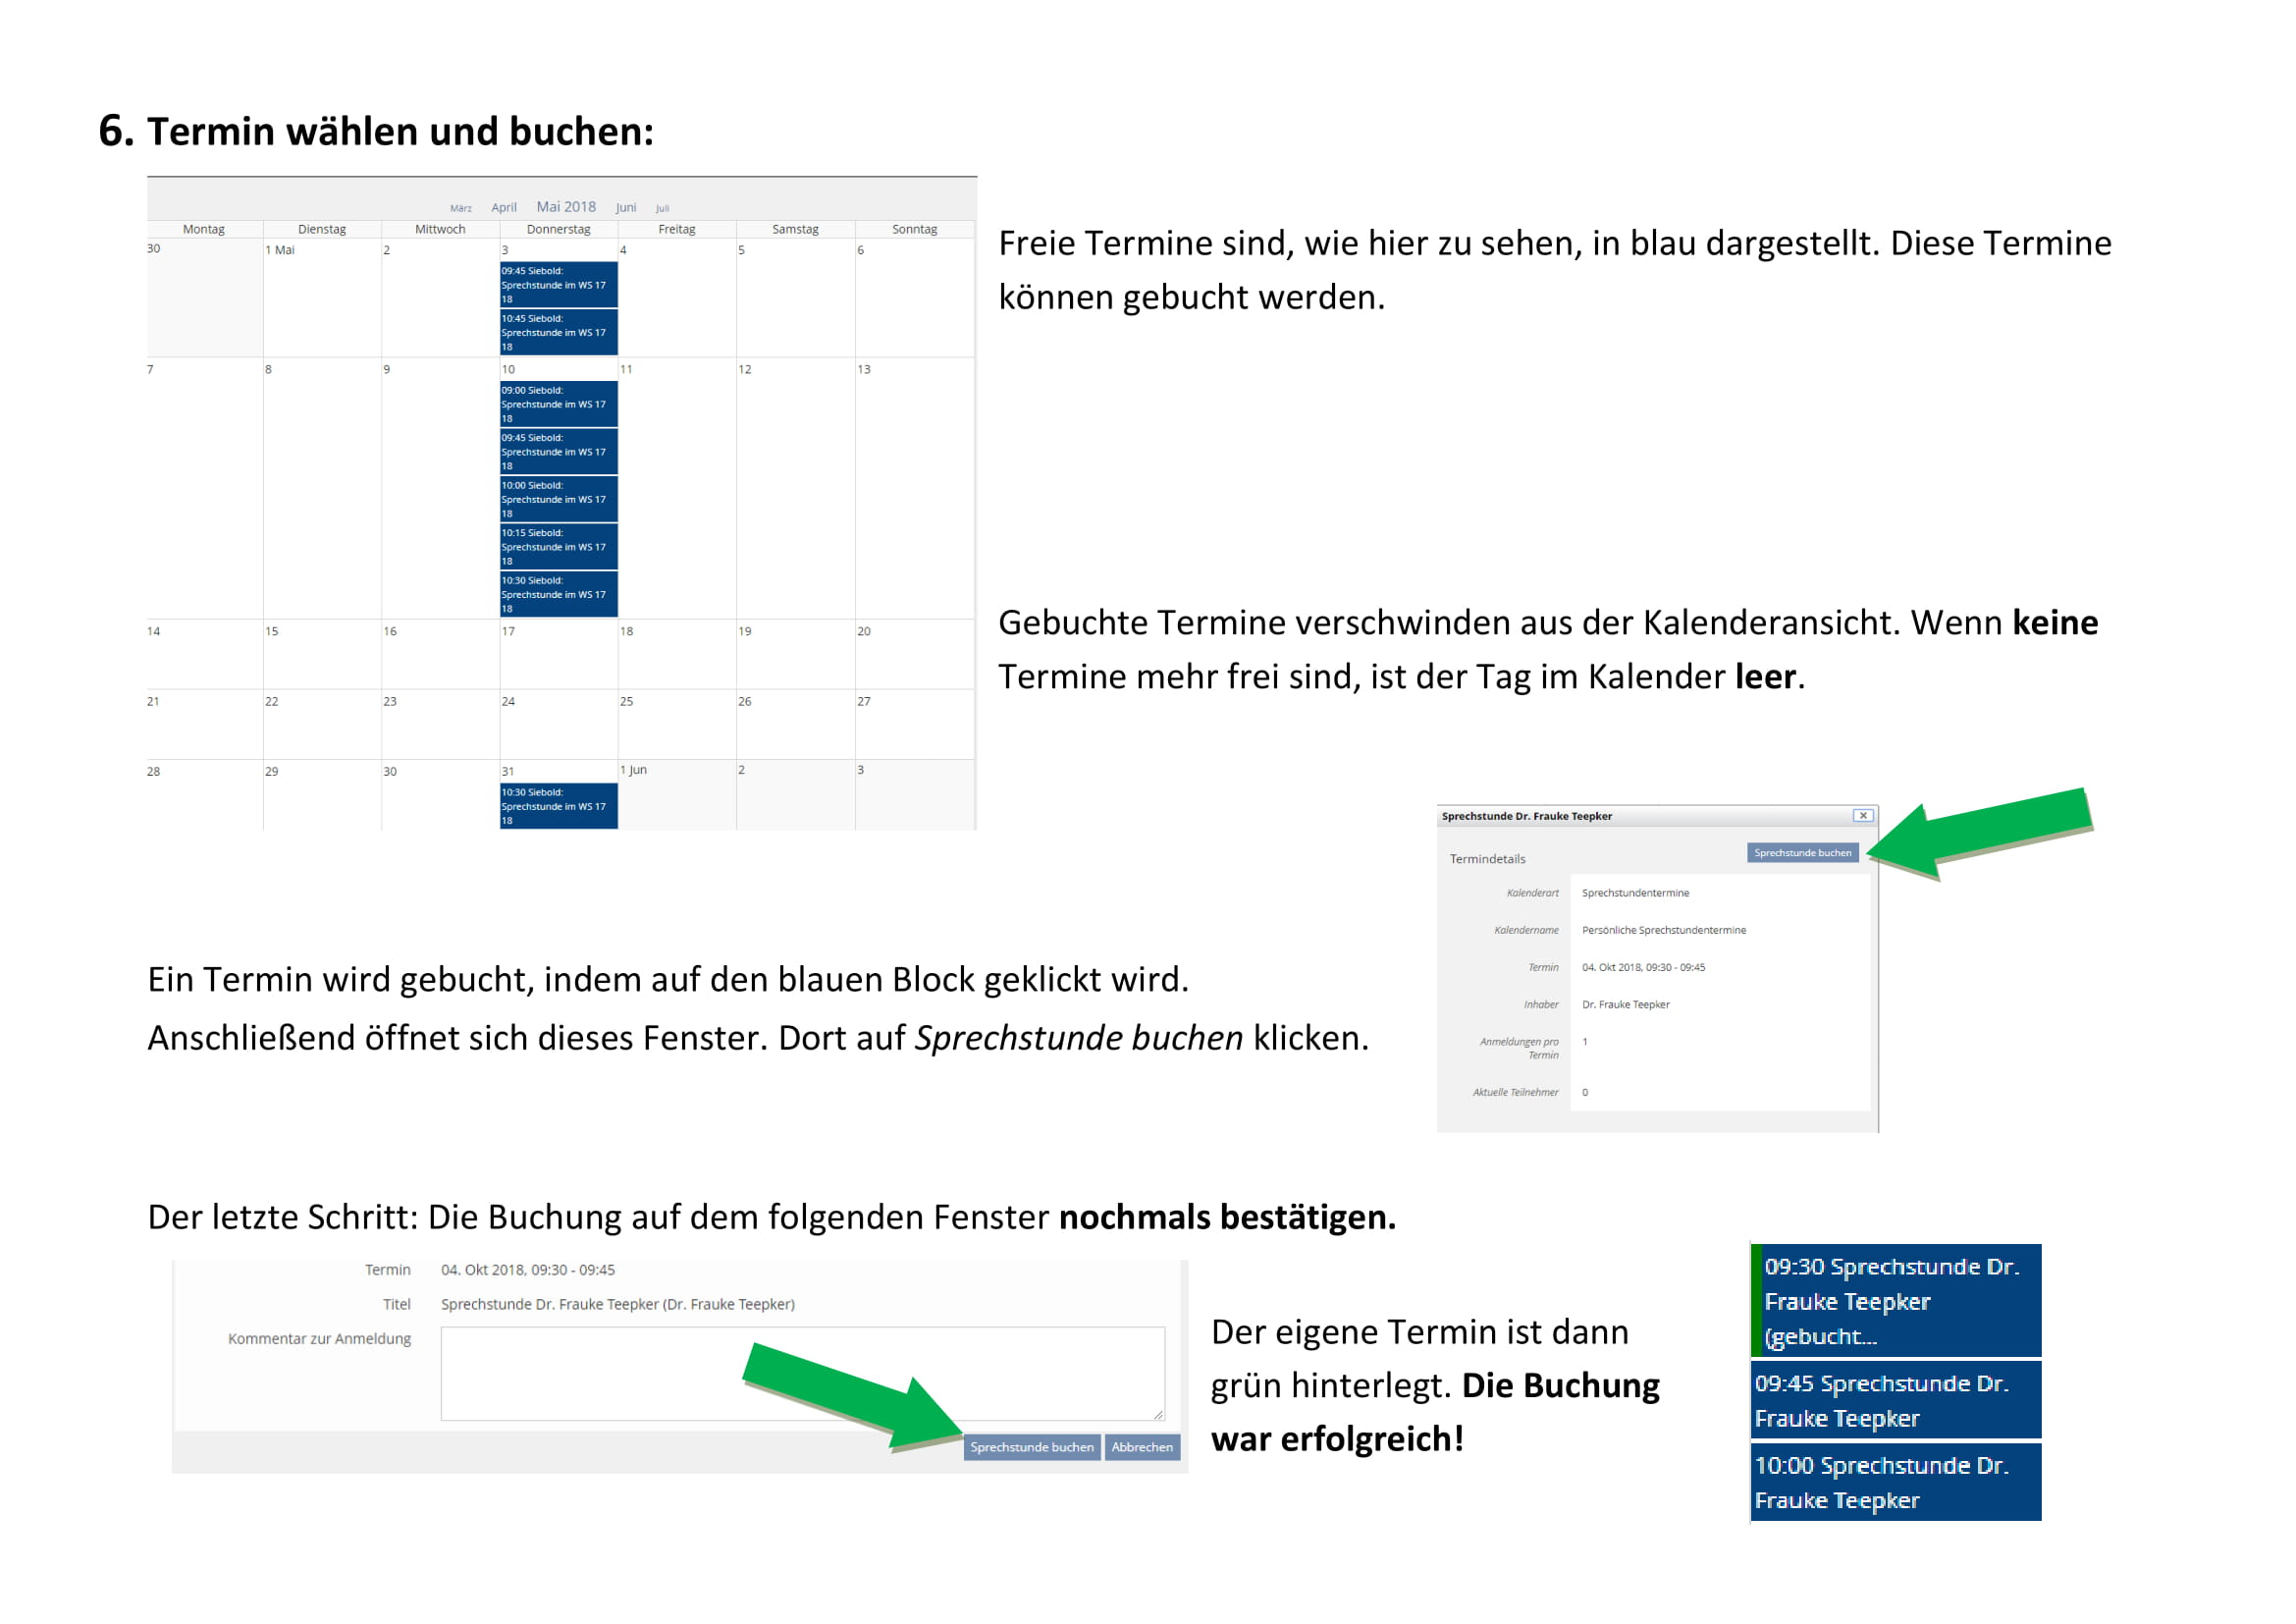 6. Termin wählen und buchen:
März April Mai 2018 Juni Juli
Montag Dienstag Mittwoch Donnerstag Freitag Samstag Sonntag
30 1 Mai 2 3 4 5 6
09:45 Siebold:
Sprechstunde im WS 17
18
10:45 Siebold:
Sprechstunde im WS 17
18
7 8 9 10 11 12 13
09:00 Siebold:
Sprechstunde im WS 17
18
09:45 Siebold:
Sprechstunde im WS 17
18
10:00 Siebold:
Sprechstunde im WS 17
18
10:15 Siebold:
Sprechstunde im WS 17
18
10:30 Siebold:
Sprechstunde im WS 17
18
14 15 16 17 18 19 20
21 22 23 24 25 26 27
28 29 30 31 1 Jun 2 3
10:30 Siebold:
Sprechstunde im WS 17
18
Freie Termine sind, wie hier zu sehen, in blau dargestellt. Diese Termine
können gebucht werden.
Gebuchte Termine verschwinden aus der Kalenderansicht. Wenn keine
Termine mehr frei sind, ist der Tag im Kalender leer.
Ein Termin wird gebucht, indem auf den blauen Block geklickt wird.
Anschließend öffnet sich dieses Fenster. Dort auf Sprechstunde buchen klicken.
Sprechstunde Dr. Frauke Teepker x
Termindetails Sprechstunde buchen
Kalenderart Sprechstundentermine
Kalendername Persönliche Sprechstundentermine
Termin 04. Okt 2018, 09:30 - 09:45
Inhaber Dr. Frauke Teepker
Anmeldungen pro 1
Termin
Aktuelle Teilnehmer 0
Der letzte Schritt: Die Buchung auf dem folgenden Fenster nochmals bestätigen.
Termin 04. Okt 2018, 09:30 - 09:45
Titel Sprechstunde Dr. Frauke Teepker (Dr. Frauke Teepker)
Kommentar zur Anmeldung
Sprechstunde buchen Abbrechen
Der eigene Termin ist dann
grün hinterlegt. Die Buchung
war erfolgreich!
09:30 Sprechstunde Dr.
Frauke Teepker
(gebucht...
09:45 Sprechstunde Dr.
Frauke Teepker
10:00 Sprechstunde Dr.
Frauke Teepker